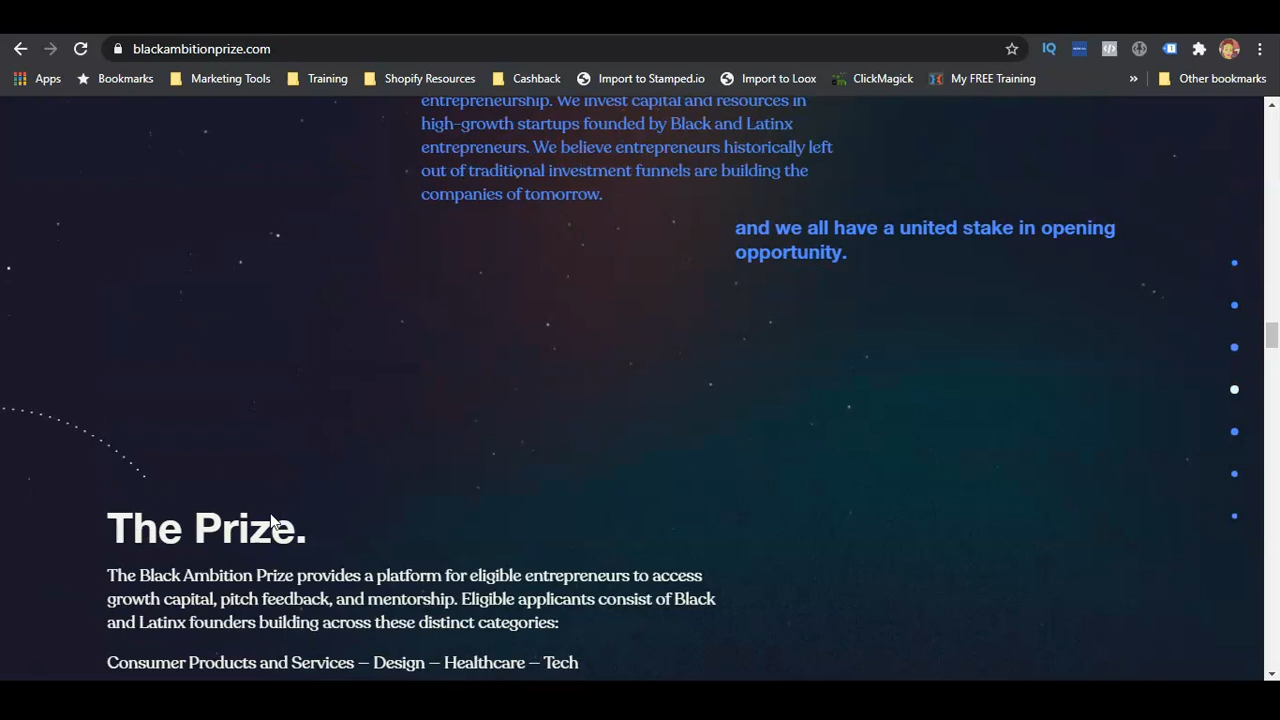 blackambitionprize.com
IQ
Apps Bookmarks Marketing Tools Training Shopify Resources Cashback Import to Stamped.io Import to Loox ClickMagick My FREE Training » Other bookmarks
entrepreneurship. We invest capital and resources in
high-growth startups founded by Black and Latinx
entrepreneurs. We believe entrepreneurs historically left
out of traditional investment funnels are building the
companies of tomorrow.
and we all have a united stake in opening
opportunity.
The Prize.
The Black Ambition Prize provides a platform for eligible entrepreneurs to access
growth capital, pitch feedback, and mentorship. Eligible applicants consist of Black
and Latinx founders building across these distinct categories:
Consumer Products and Services – Design – Healthcare – Tech